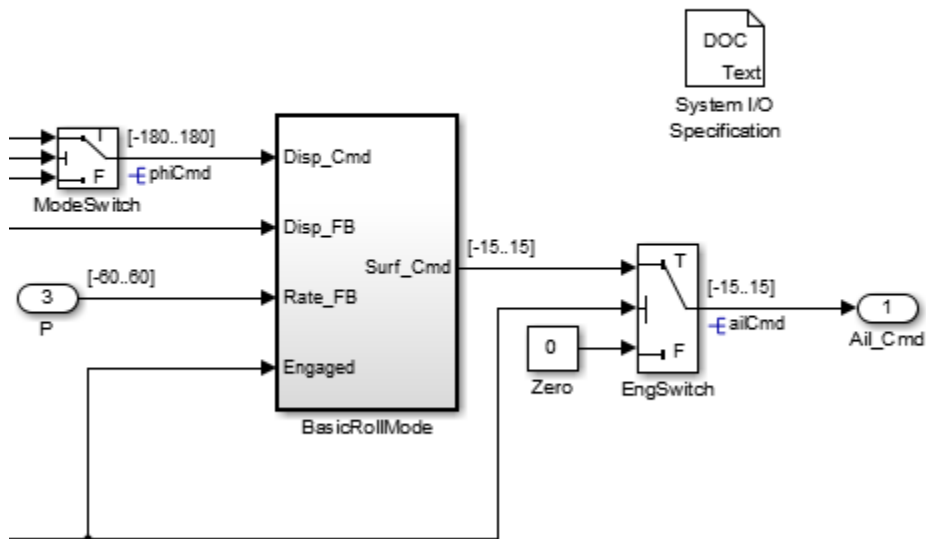 DOC
Text
System I/O
Specification
T
[-180..180]
F
phiCmd
ModeSwitch
Disp_Cmd
Disp_FB
Surf_Cmd
[-15..15]
[-60..60]
3
P
Rate_FB
Engaged
BasicRollMode
T
[-15..15]
ailCmd
1
Ail_Cmd
0
Zero
F
EngSwitch